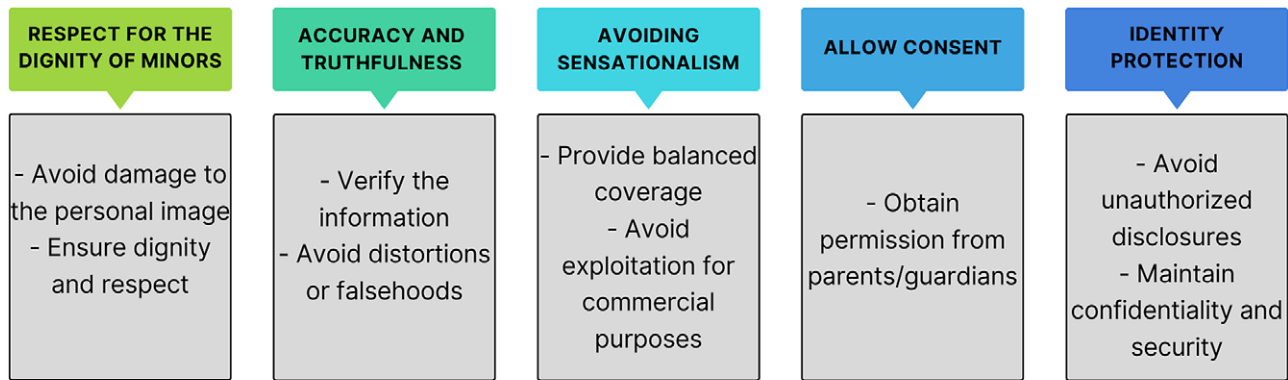 RESPECT FOR THE
DIGNITY OF MINORS
- Avoid damage to
the personal image
- Ensure dignity
and respect
ACCURACY AND
TRUTHFULNESS
- Verify the
information
- Avoid distortions
or falsehoods
AVOIDING
SENSATIONALISM
- Provide balanced
coverage
- Avoid
exploitation for
commercial
purposes
ALLOW CONSENT
- Obtain
permission from
parents/guardians
IDENTITY
PROTECTION
- Avoid
unauthorized
disclosures
- Maintain
confidentiality and
security